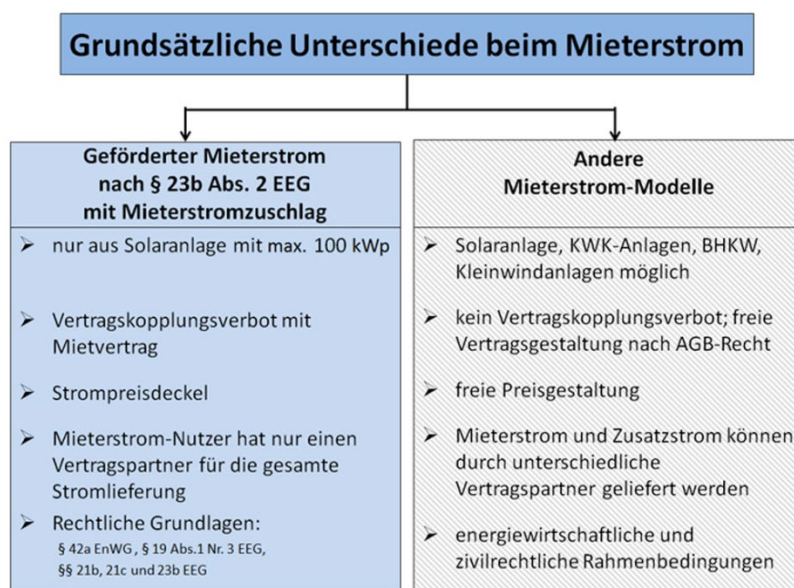 Grundsätzliche Unterschiede beim Mieterstrom
Geförderter Mieterstrom
nach § 23b Abs. 2 EEG
mit Mieterstromzuschlag
➢ nur aus Solaranlage mit max. 100 kWp
➢ Vertragskopplungsverbot mit
Mietvertrag
➢ Strompreisdeckel
➢ Mieterstrom-Nutzer hat nur einen
Vertragspartner für die gesamte
Stromlieferung
➢ Rechtliche Grundlagen:
§ 42a EnWG , § 19 Abs.1 Nr. 3 EEG,
§§ 21b, 21c und 23b EEG
Andere
Mieterstrom-Modelle
➢ Solaranlage, KWK-Anlagen, BHKW,
Kleinwindanlagen möglich
➢ kein Vertragskopplungsverbot; freie
Vertragsgestaltung nach AGB-Recht
➢ freie Preisgestaltung
➢ Mieterstrom und Zusatzstrom können
durch unterschiedliche
Vertragspartner geliefert werden
➢ energiewirtschaftliche und
zivilrechtliche Rahmenbedingungen